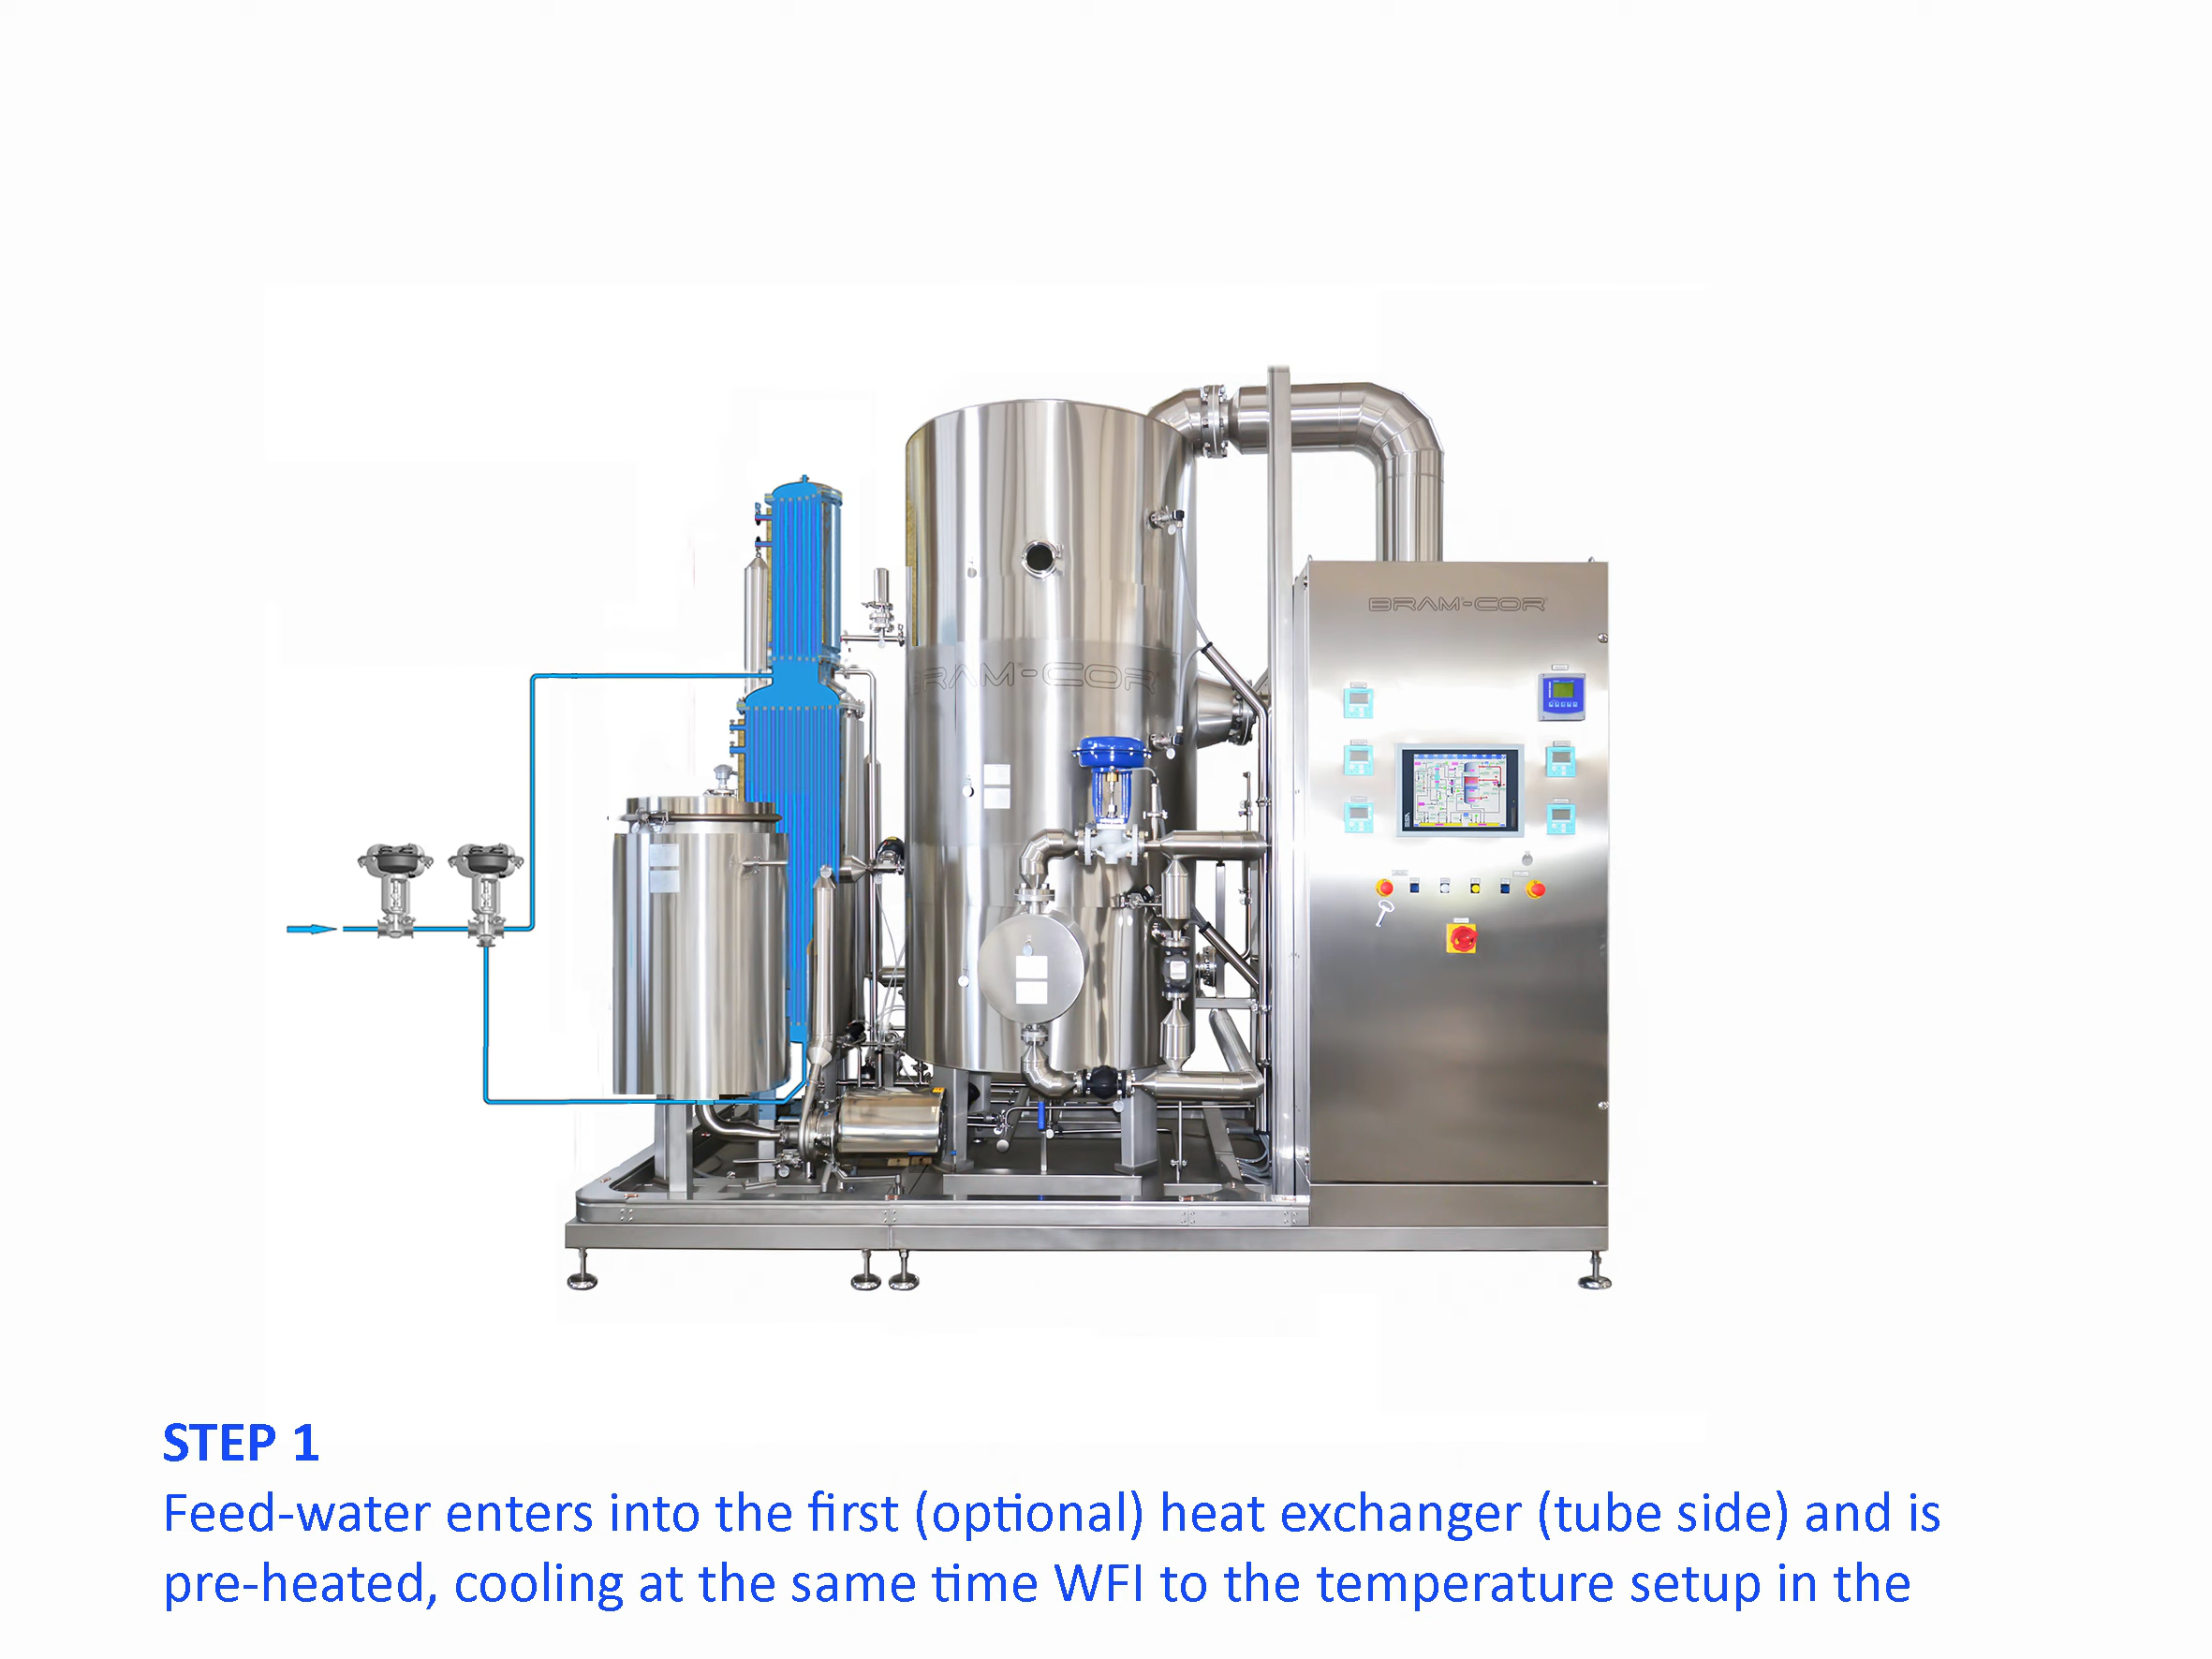 BRAM-COR
BRAM-COR
STEP 1
Feed-water enters into the first (optional) heat exchanger (tube side) and is
pre-heated, cooling at the same time WFI to the temperature setup in the